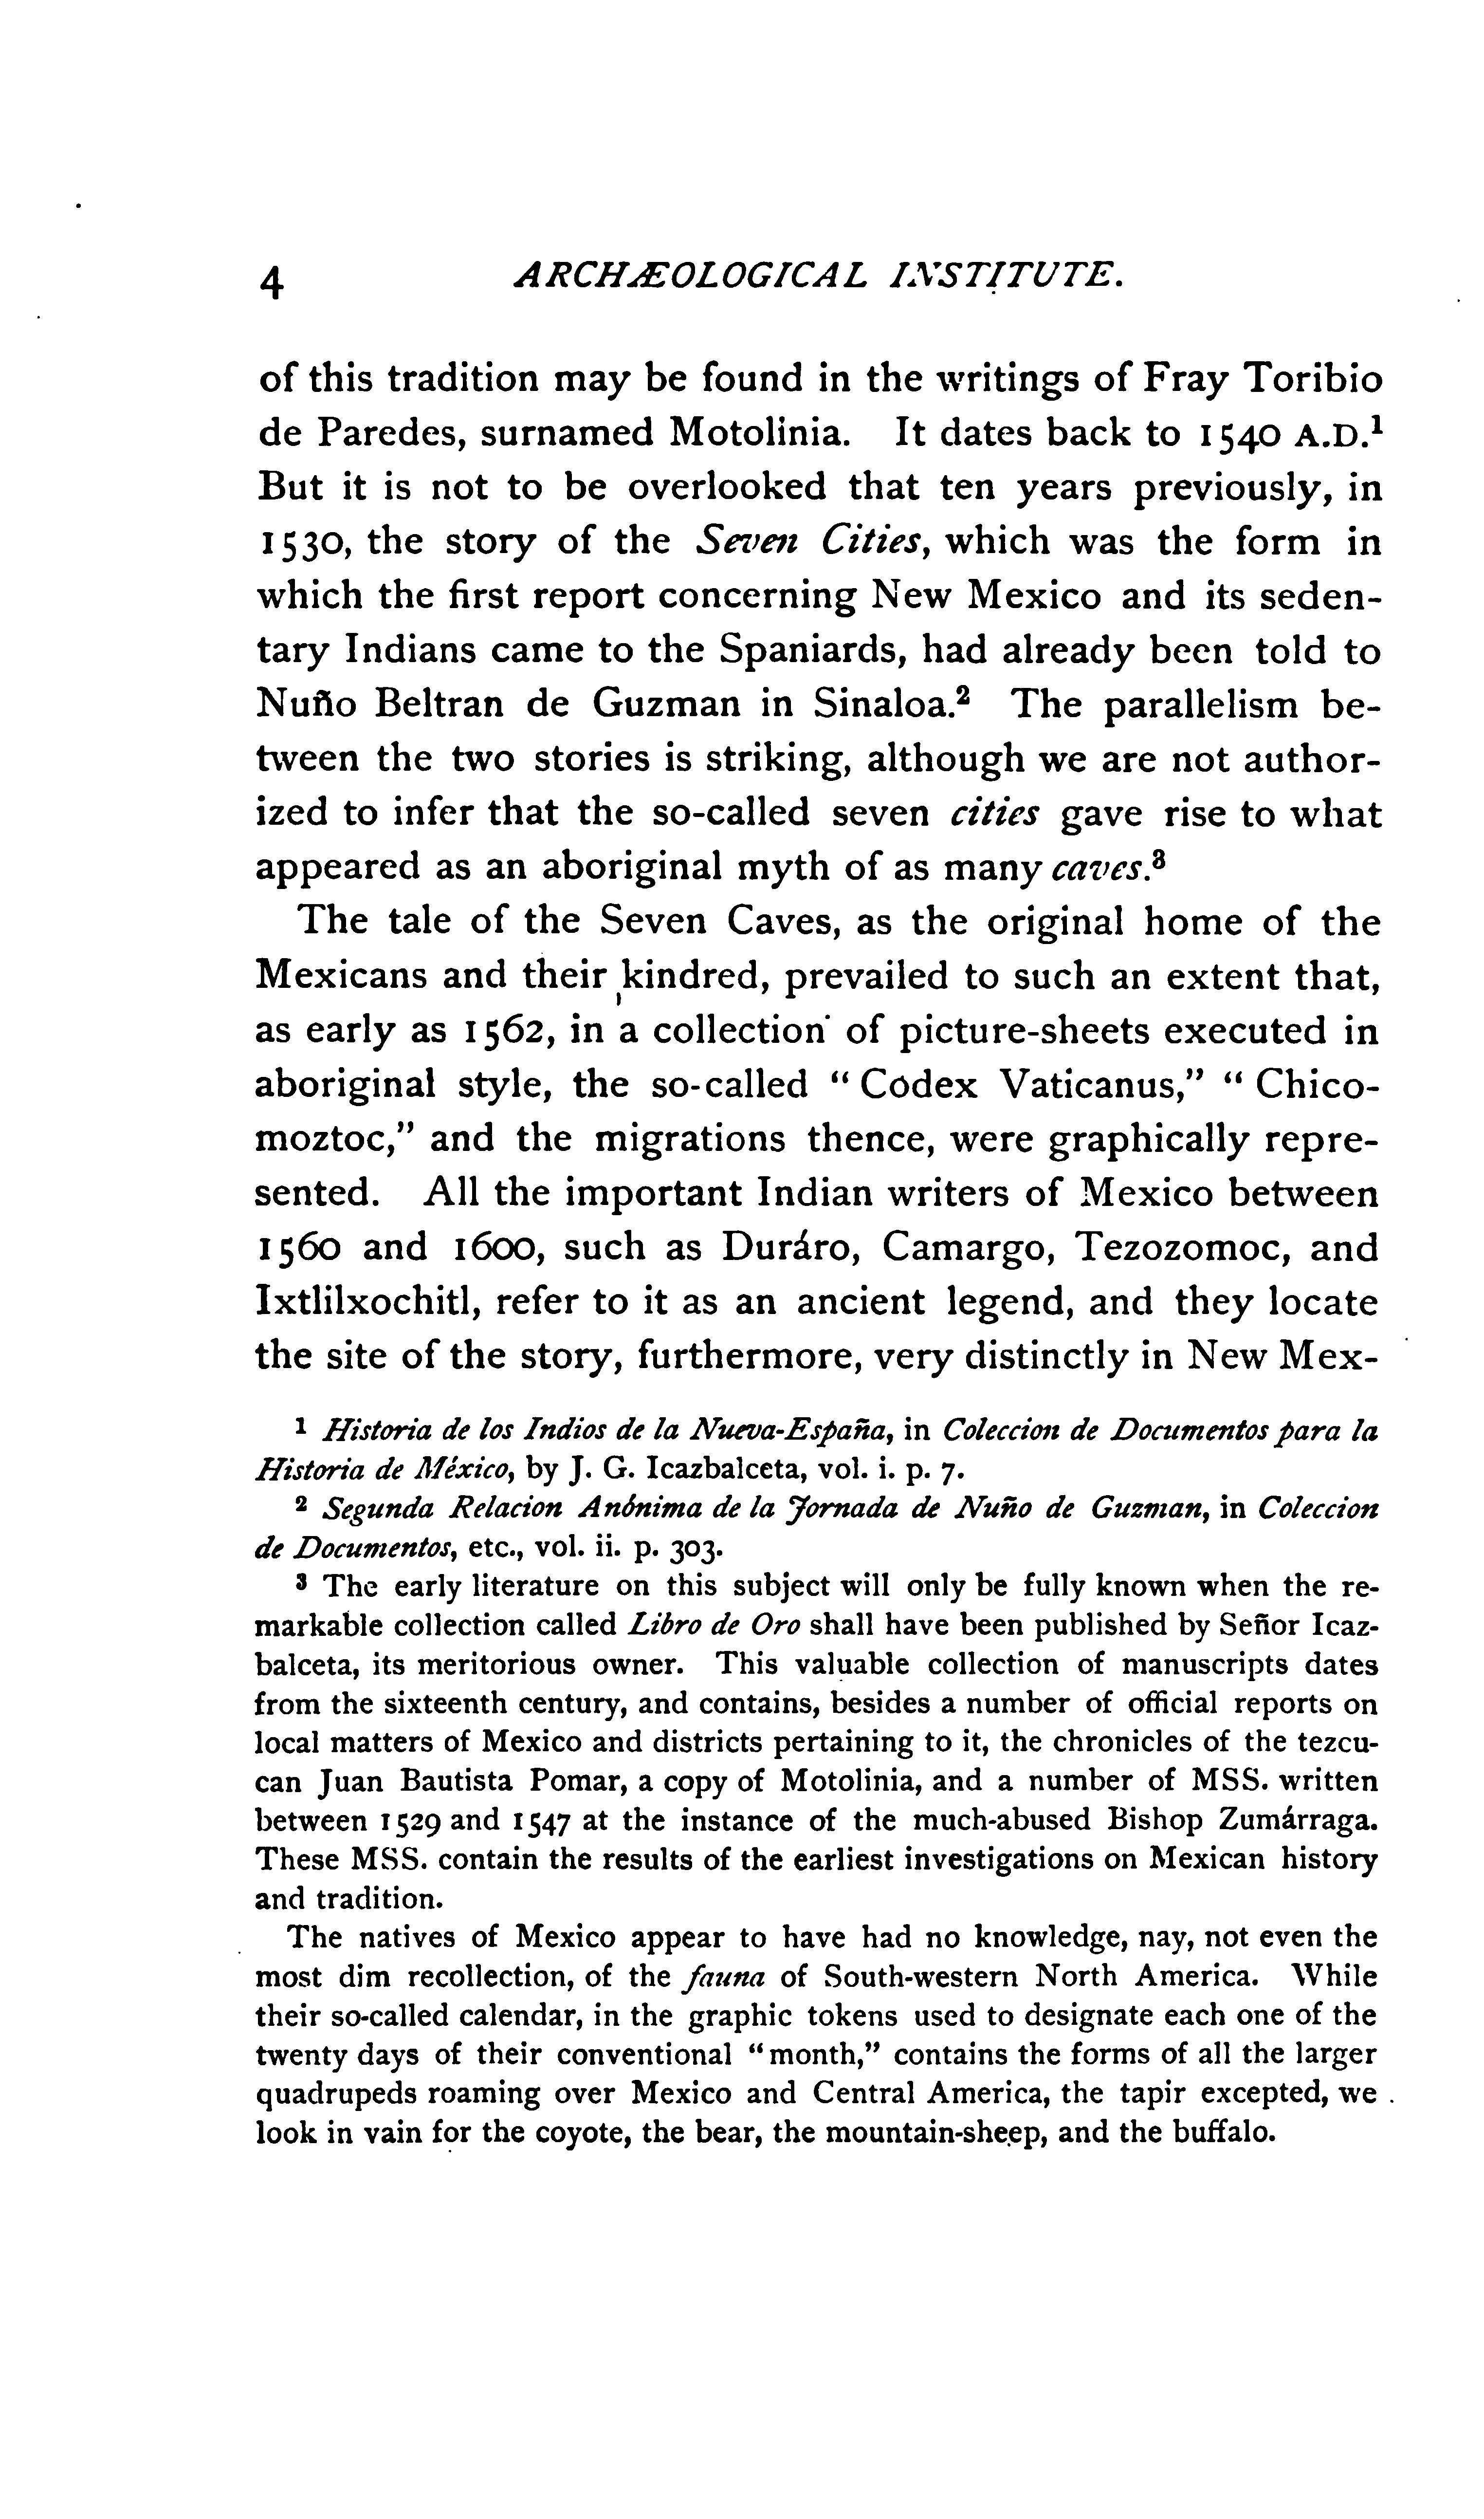 4 ARCHÆOLOGICAL INSTITUTE.
of this tradition may be found in the writings of Fray Toribio
de Paredes, surnamed Motolinia. It dates back to 1540 A.D.¹
But it is not to be overlooked that ten years previously, in
1530, the story of the Seven Cities, which was the form in
which the first report concerning New Mexico and its seden-
tary Indians came to the Spaniards, had already been told to
Nuño Beltran de Guzman in Sinaloa.² The parallelism be-
tween the two stories is striking, although we are not author-
ized to infer that the so-called seven cities gave rise to what
appeared as an aboriginal myth of as many caves.³
The tale of the Seven Caves, as the original home of the
Mexicans and their kindred, prevailed to such an extent that,
as early as 1562, in a collection of picture-sheets executed in
aboriginal style, the so-called "Codex Vaticanus," "Chico-
moztoc," and the migrations thence, were graphically repre-
sented. All the important Indian writers of Mexico between
1560 and 1600, such as Duráro, Camargo, Tezozomoc, and
Ixtlilxochitl, refer to it as an ancient legend, and they locate
the site of the story, furthermore, very distinctly in New Mex-
¹ Historia de los Indios de la Nueva-España, in Coleccion de Documentos para la
Historia de México, by J. G. Icazbalceta, vol. i. p. 7.
² Segunda Relacion Anónima de la Jornada de Nuño de Guzman, in Coleccion
de Documentos, etc., vol. ii. p. 303.
³ The early literature on this subject will only be fully known when the re-
markable collection called Libro de Oro shall have been published by Señor Icaz-
balceta, its meritorious owner. This valuable collection of manuscripts dates
from the sixteenth century, and contains, besides a number of official reports on
local matters of Mexico and districts pertaining to it, the chronicles of the tezcu-
can Juan Bautista Pomar, a copy of Motolinia, and a number of MSS. written
between 1529 and 1547 at the instance of the much-abused Bishop Zumárraga.
These MSS. contain the results of the earliest investigations on Mexican history
and tradition.
The natives of Mexico appear to have had no knowledge, nay, not even the
most dim recollection, of the fauna of South-western North America. While
their so-called calendar, in the graphic tokens used to designate each one of the
twenty days of their conventional "month," contains the forms of all the larger
quadrupeds roaming over Mexico and Central America, the tapir excepted, we
look in vain for the coyote, the bear, the mountain-sheep, and the buffalo.